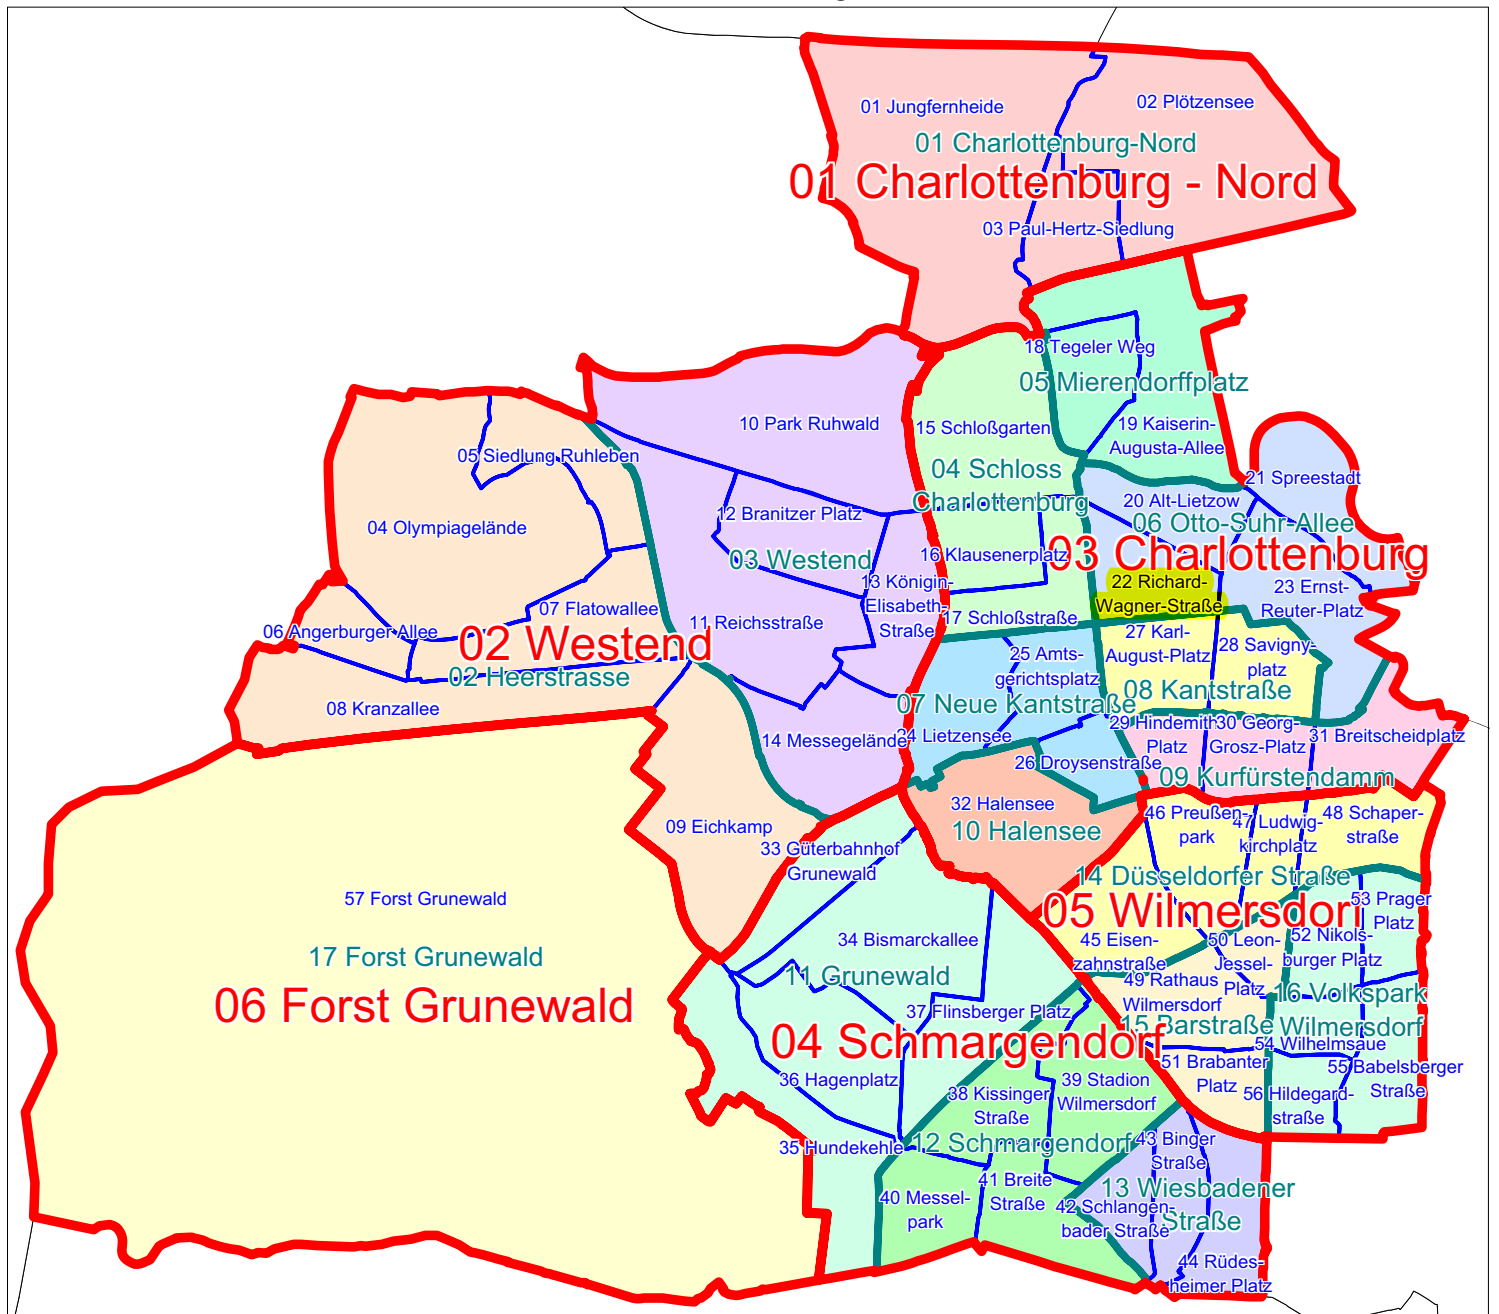 01 Jungfernheide
02 Plötzensee
01 Charlottenburg-Nord
01 Charlottenburg - Nord
03 Paul-Hertz-Siedlung
18 Tegeler Weg
05 Mierendorffplatz
10 Park Ruhwald
15 Schloßgarten
19 Kaiserin-
Augusta-Allee
05 Siedlung Ruhleben
04 Schloss
Charlottenburg
21 Spreestadt
20 Alt-Lietzow
04 Olympiagelände
12 Branitzer Platz
06 Otto-Suhr-Allee
03 Westend
16 Klausenerplatz
03 Charlottenburg
13 Königin-
Elisabeth-
Straße
22 Richard-
Wagner-Straße
23 Ernst-
Reuter-Platz
07 Flatowallee
11 Reichsstraße
17 Schloßstraße
06 Angerburger Allee
02 Westend
27 Karl-
August-Platz
28 Savigny-
platz
25 Amts-
gerichtsplatz
02 Heerstrasse
08 Kantstraße
08 Kranzallee
07 Neue Kantstraße
14 Messegelände
24 Lietzensee
29 Hindemith-
Platz
30 Georg-
Grosz-Platz
31 Breitscheidplatz
26 Droysenstraße
09 Kurfürstendamm
32 Halensee
10 Halensee
46 Preußen-
park
47 Ludwig-
kirchplatz
48 Schaper-
straße
09 Eichkamp
33 Güterbahnhof
Grunewald
14 Düsseldorfer Straße
57 Forst Grunewald
05 Wilmersdorf
53 Prager
Platz
34 Bismarckallee
45 Eisen-
zahnstraße
50 Leon-
Jessel-
Platz
52 Nikols-
burger Platz
17 Forst Grunewald
11 Grunewald
49 Rathaus
Wilmersdorf
16 Volkspark
Wilmersdorf
06 Forst Grunewald
37 Flinsberger Platz
15 Barstraße
04 Schmargendorf
54 Wilhelmsaue
51 Brabanter
Platz
55 Babelsberger
Straße
36 Hagenplatz
38 Kissinger
Straße
39 Stadion
Wilmersdorf
56 Hildegard-
straße
35 Hundekehle
12 Schmargendorf
43 Binger
Straße
40 Messel-
park
41 Breite
Straße
13 Wiesbadener
Straße
42 Schlangen-
bader Straße
44 Rüdes-
heimer Platz